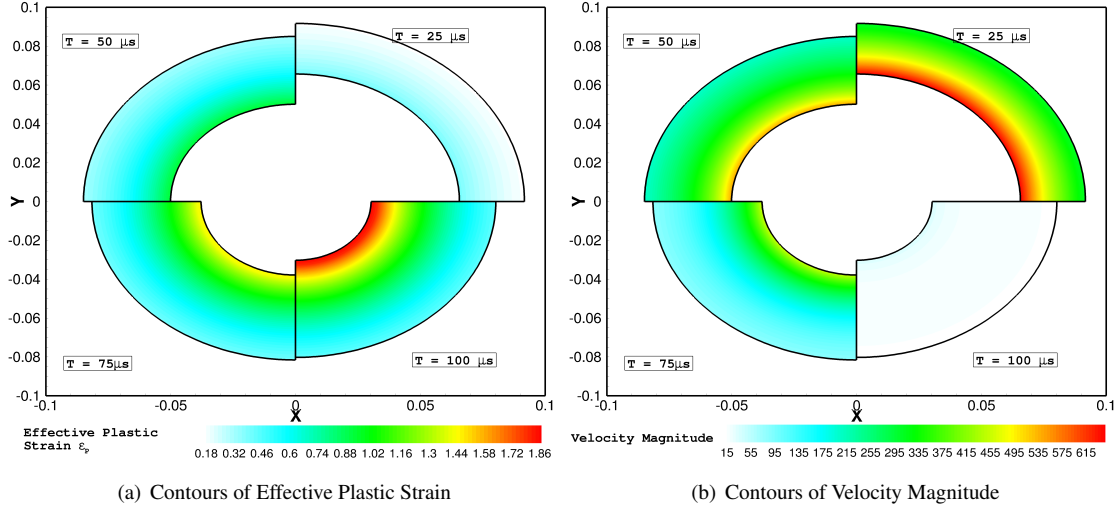 T = 50 μs
T = 25 μs
T = 75μs
T = 100 μs
0.1
0.08
0.06
0.04
0.02
0
-0.02
-0.04
-0.06
-0.08
-0.1
Y
-0.1 -0.05 0 0.05 0.1
X
Effective Plastic
Strain εp
0.18 0.32 0.46 0.6 0.74 0.88 1.02 1.16 1.3 1.44 1.58 1.72 1.86
(a) Contours of Effective Plastic Strain
T = 50 μs
T = 25 μs
T = 75μs
T = 100 μs
0.1
0.08
0.06
0.04
0.02
0
-0.02
-0.04
-0.06
-0.08
-0.1
Y
-0.1 -0.05 0 0.05 0.1
X
Velocity Magnitude
15 55 95 135 175 215 255 295 335 375 415 455 495 535 575 615
(b) Contours of Velocity Magnitude